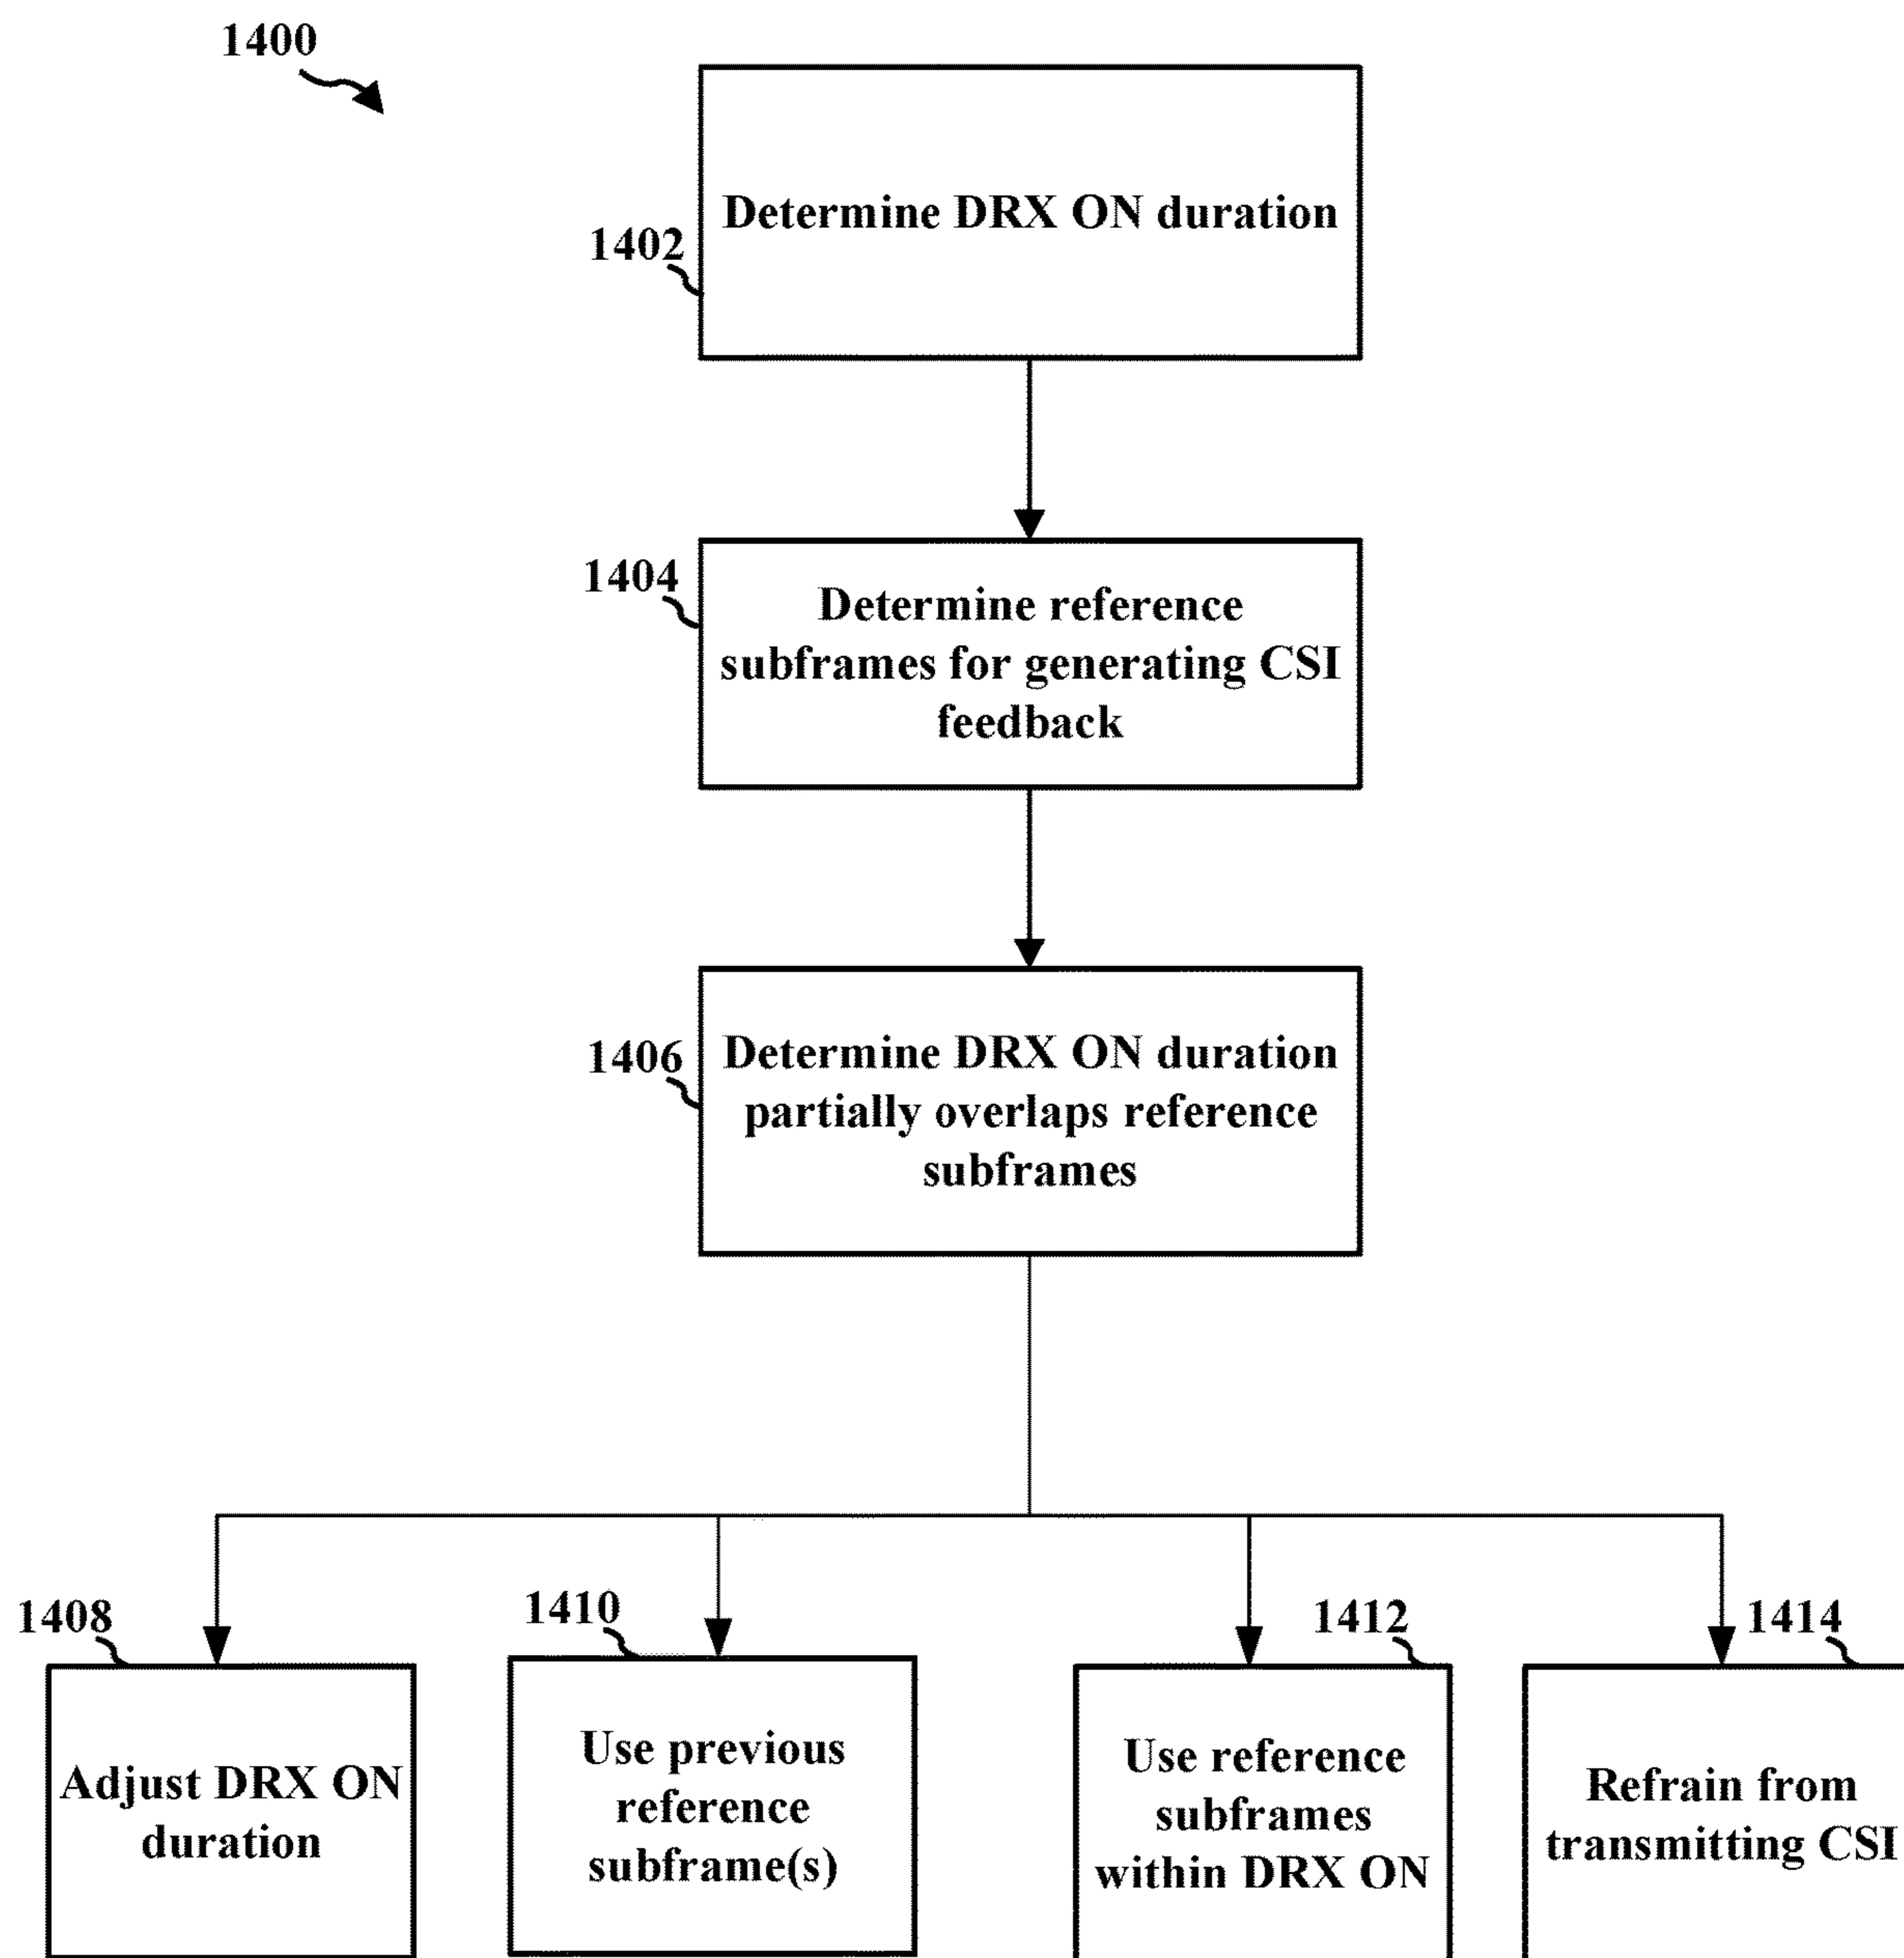 1400
Determine DRX ON duration
1402
1404
Determine reference
subframes for generating CSI
feedback
1406
Determine DRX ON duration
partially overlaps reference
subframes
1408
Adjust DRX ON
duration
1410
Use previous
reference
subframe(s)
1412
Use reference
subframes
within DRX ON
1414
Refrain from
transmitting CSI